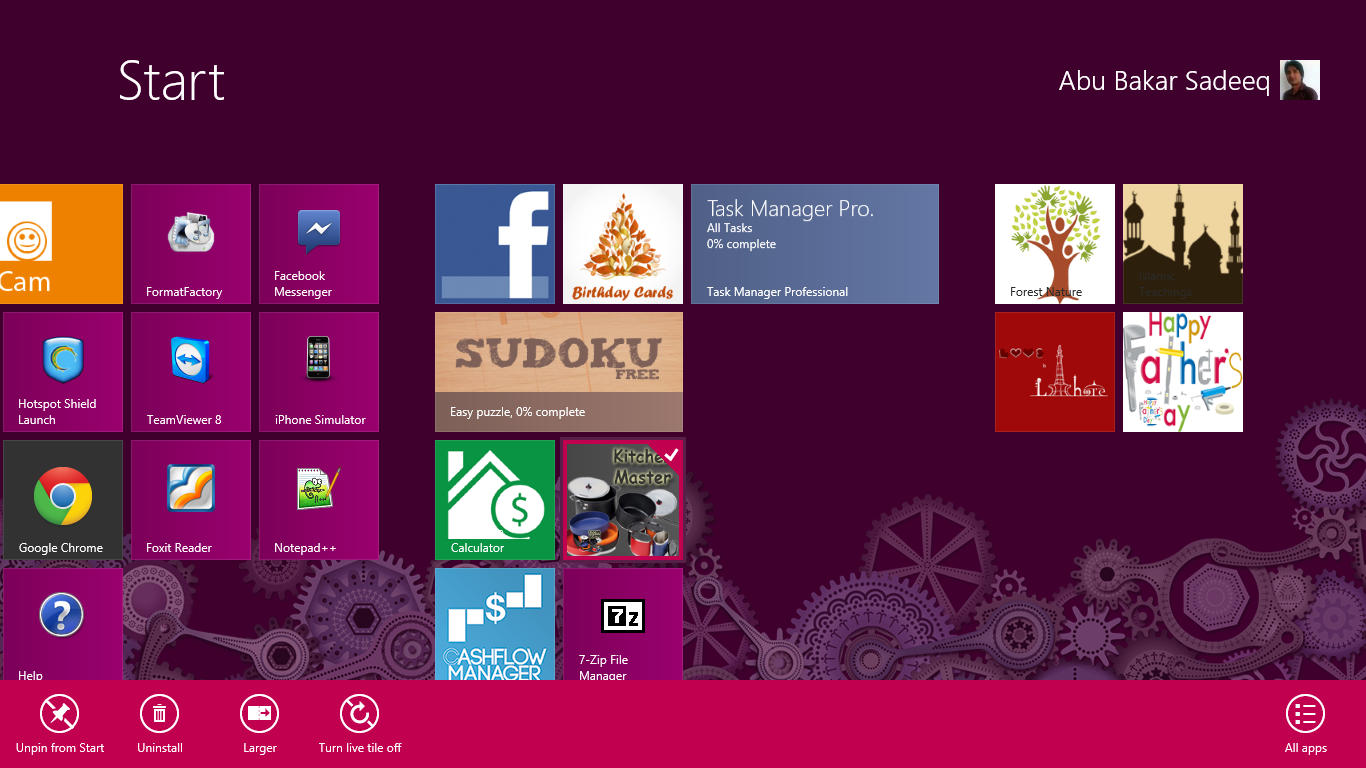 Start
Abu Bakar Sadeeq
Cam
FormatFactory
Facebook
Messenger
Hotspot Shield
Launch
TeamViewer 8
iPhone Simulator
Google Chrome
Foxit Reader
Notepad++
Help
f
Birthday Cards
Task Manager Pro.
All Tasks
0% complete
Task Manager Professional
SUDOKU
FREE
Easy puzzle, 0% complete
$
Calculator
Kitchen
Master
$
CASHFLOW
MANAGER
7z
7-Zip File
Manager
Forest Nature
Islamic
Teachings
LOVE
is
Lahore
Happy
Father's
Day
Unpin from Start
Uninstall
Larger
Turn live tile off
All apps